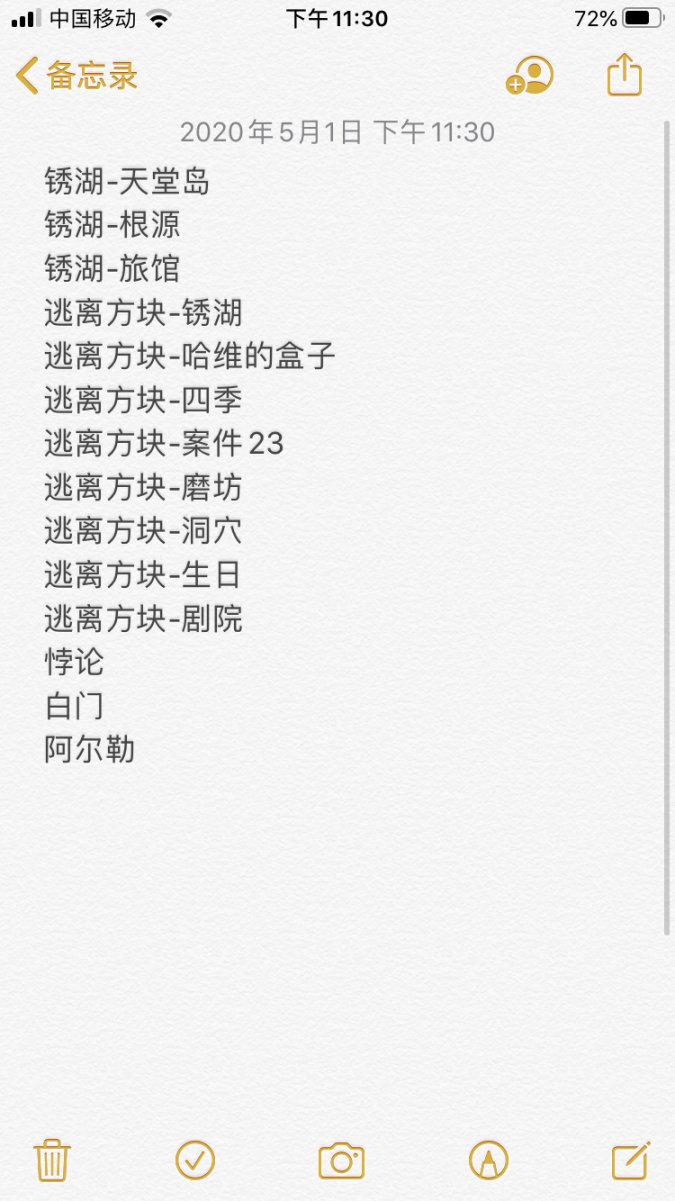 中国移动 下午11:30 72%
备忘录
2020年5月1日 下午11:30
锈湖-天堂岛
锈湖-根源
锈湖-旅馆
逃离方块-锈湖
逃离方块-哈维的盒子
逃离方块-四季
逃离方块-案件23
逃离方块-磨坊
逃离方块-洞穴
逃离方块-生日
逃离方块-剧院
悖论
白门
阿尔勒